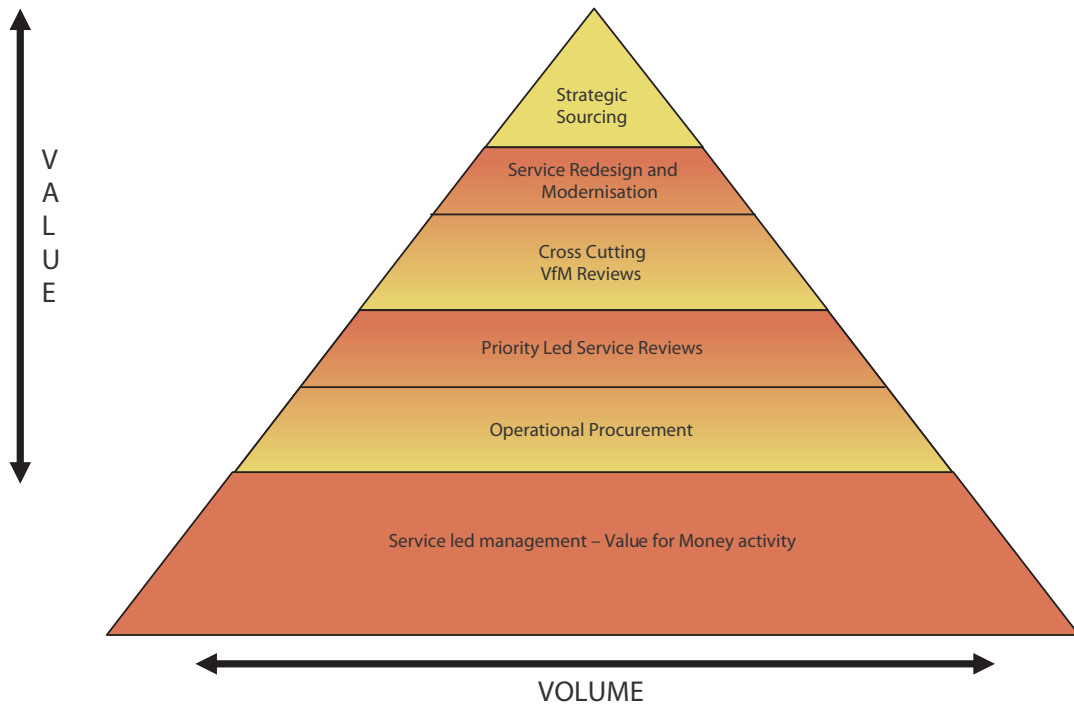 Strategic
Sourcing
V
A
L
U
E
Service Redesign and
Modernisation
Cross Cutting
VfM Reviews
Priority Led Service Reviews
Operational Procurement
Service led management – Value for Money activity
VOLUME